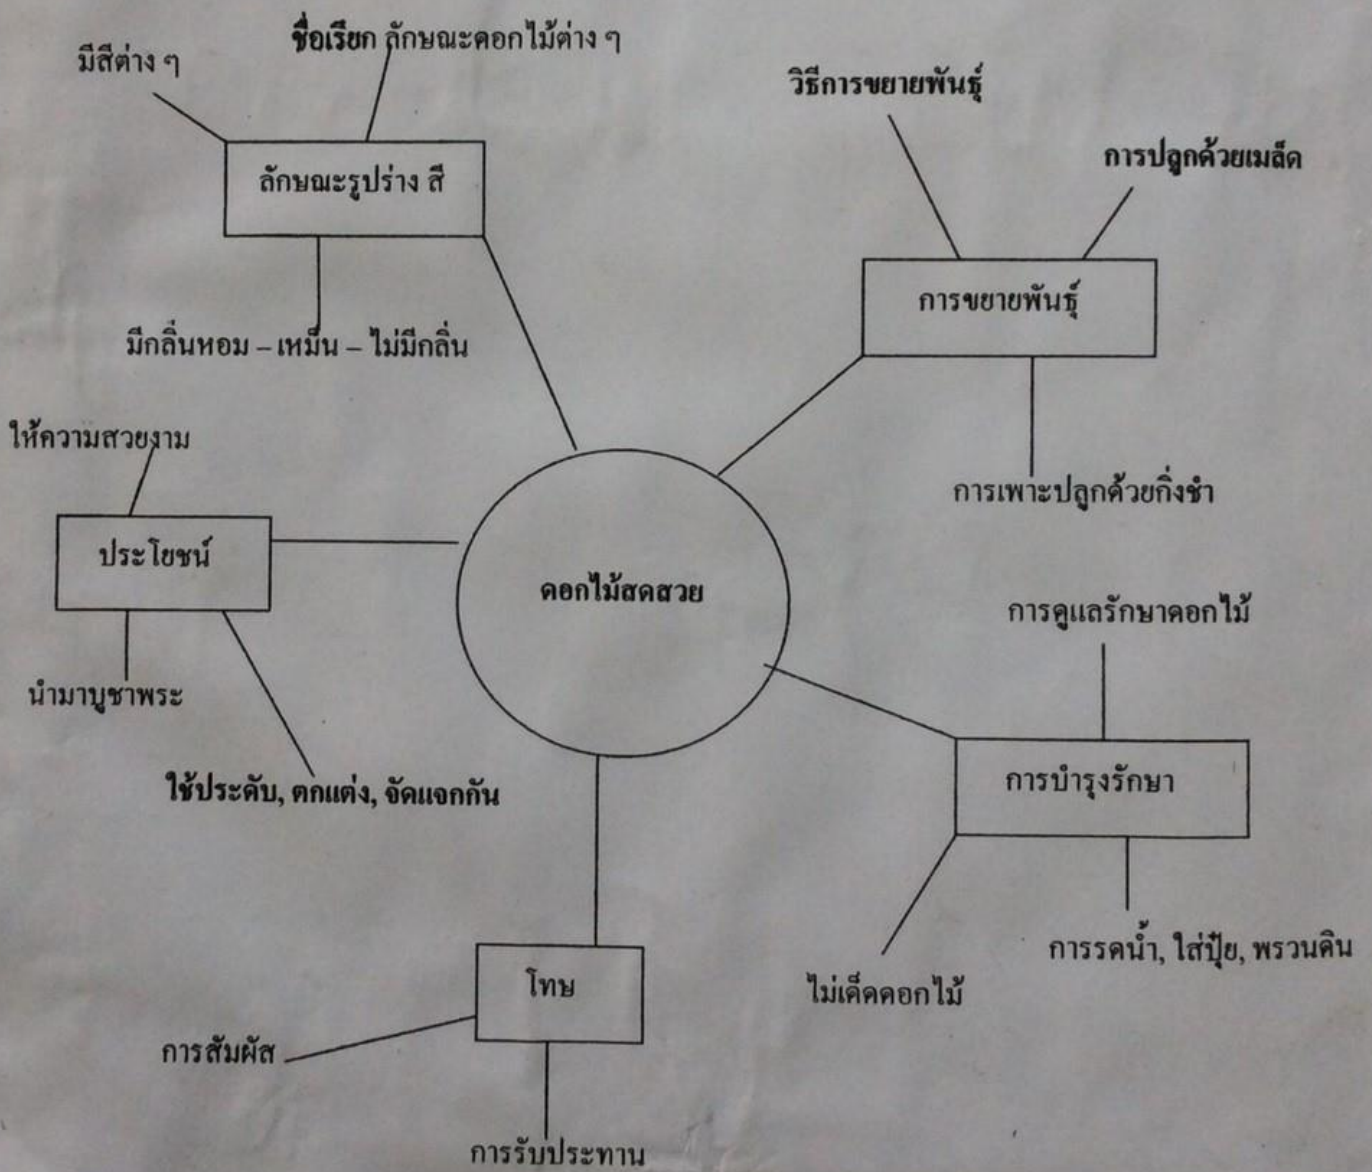 ชื่อเรียก ลักษณะดอกไม้ต่าง ๆ
มีสีต่าง ๆ
ลักษณะรูปร่าง สี
มีกลิ่นหอม – เหม็น – ไม่มีกลิ่น
วิธีการขยายพันธุ์
การปลูกด้วยเมล็ด
การขยายพันธุ์
การเพาะปลูกด้วยกิ่งชำ
ให้ความสวยงาม
ประโยชน์
นำมาบูชาพระ
ใช้ประดับ, ตกแต่ง, จัดแจกกัน
ดอกไม้สดสวย
การดูแลรักษาดอกไม้
การบำรุงรักษา
ไม่เด็ดดอกไม้
การรดน้ำ, ใส่ปุ๋ย, พรวนดิน
โทษ
การสัมผัส
การรับประทาน